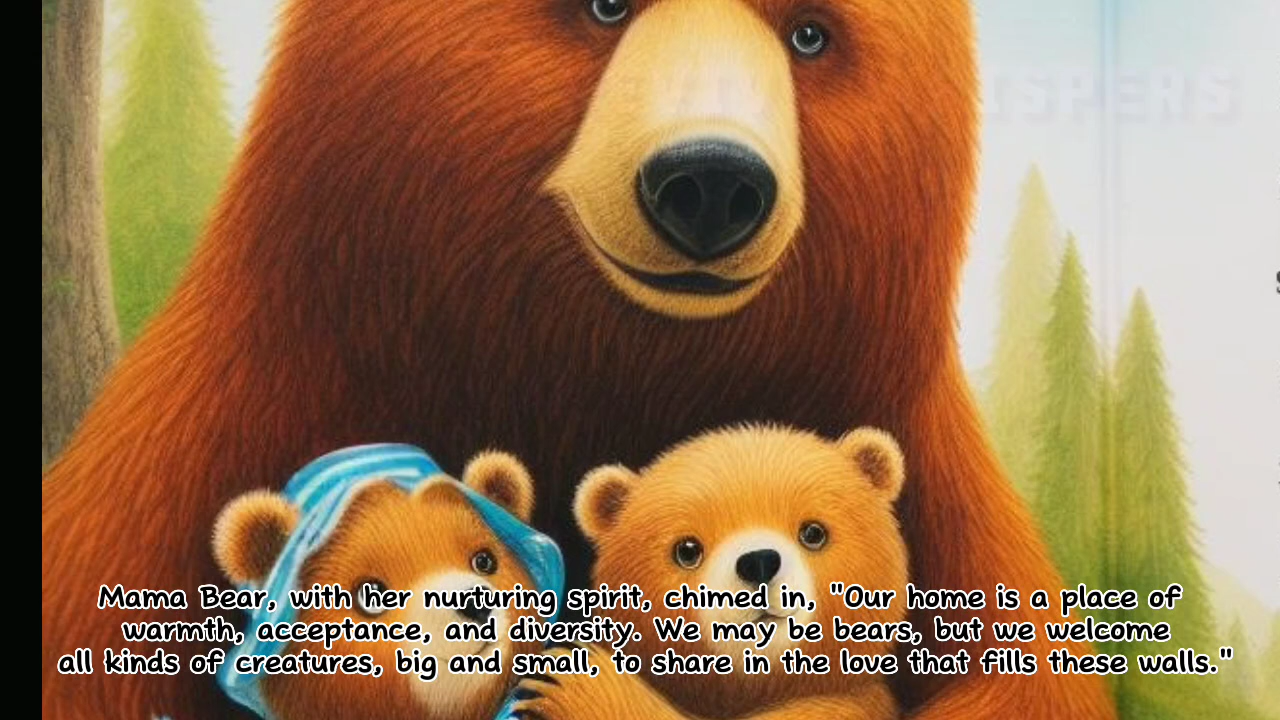 ISPERS
Mama Bear, with her nurturing spirit, chimed in, "Our home is a place of
warmth, acceptance, and diversity. We may be bears, but we welcome
all kinds of creatures, big and small, to share in the love that fills these walls."